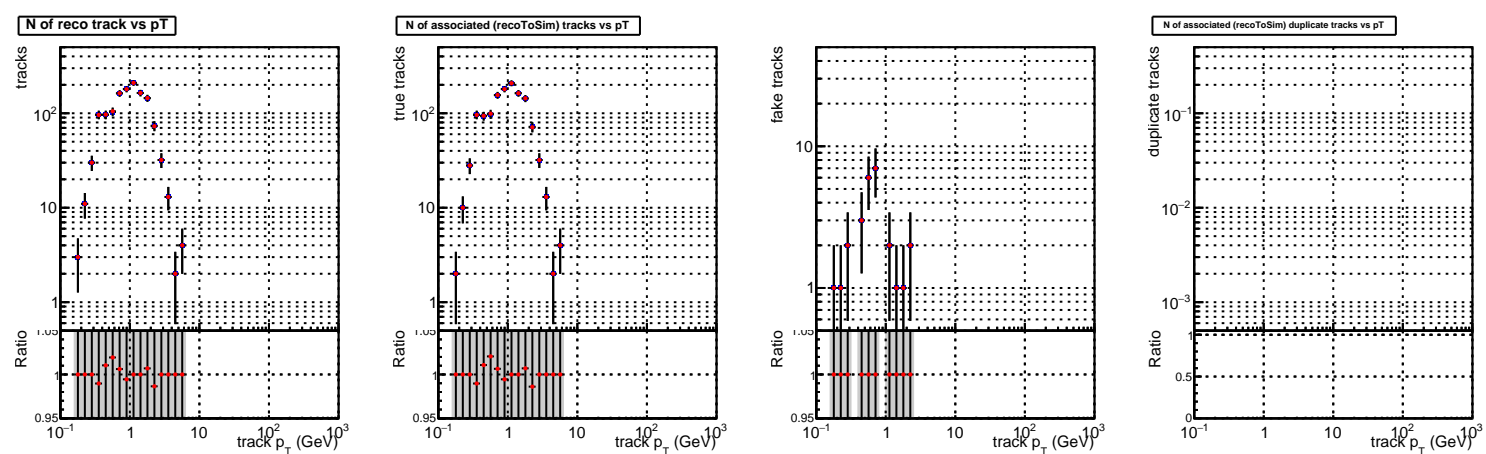 N of reco track vs pT
tracks
10²
10
1
1.05
Ratio
1
0.95
10⁻¹ 1 10 10² 10³
track p_T (GeV)
N of associated (recoToSim) tracks vs pT
true tracks
10²
10
1
1.05
Ratio
1
0.95
10⁻¹ 1 10 10² 10³
track p_T (GeV)
fake tracks
10
1
1.05
Ratio
1
0.95
10⁻¹ 1 10 10² 10³
track p_T (GeV)
N of associated (recoToSim) duplicate tracks vs pT
duplicate tracks
10⁻¹
10⁻²
10⁻³
Ratio
1
0.5
0
10⁻¹ 1 10 10² 10³
track p_T (GeV)